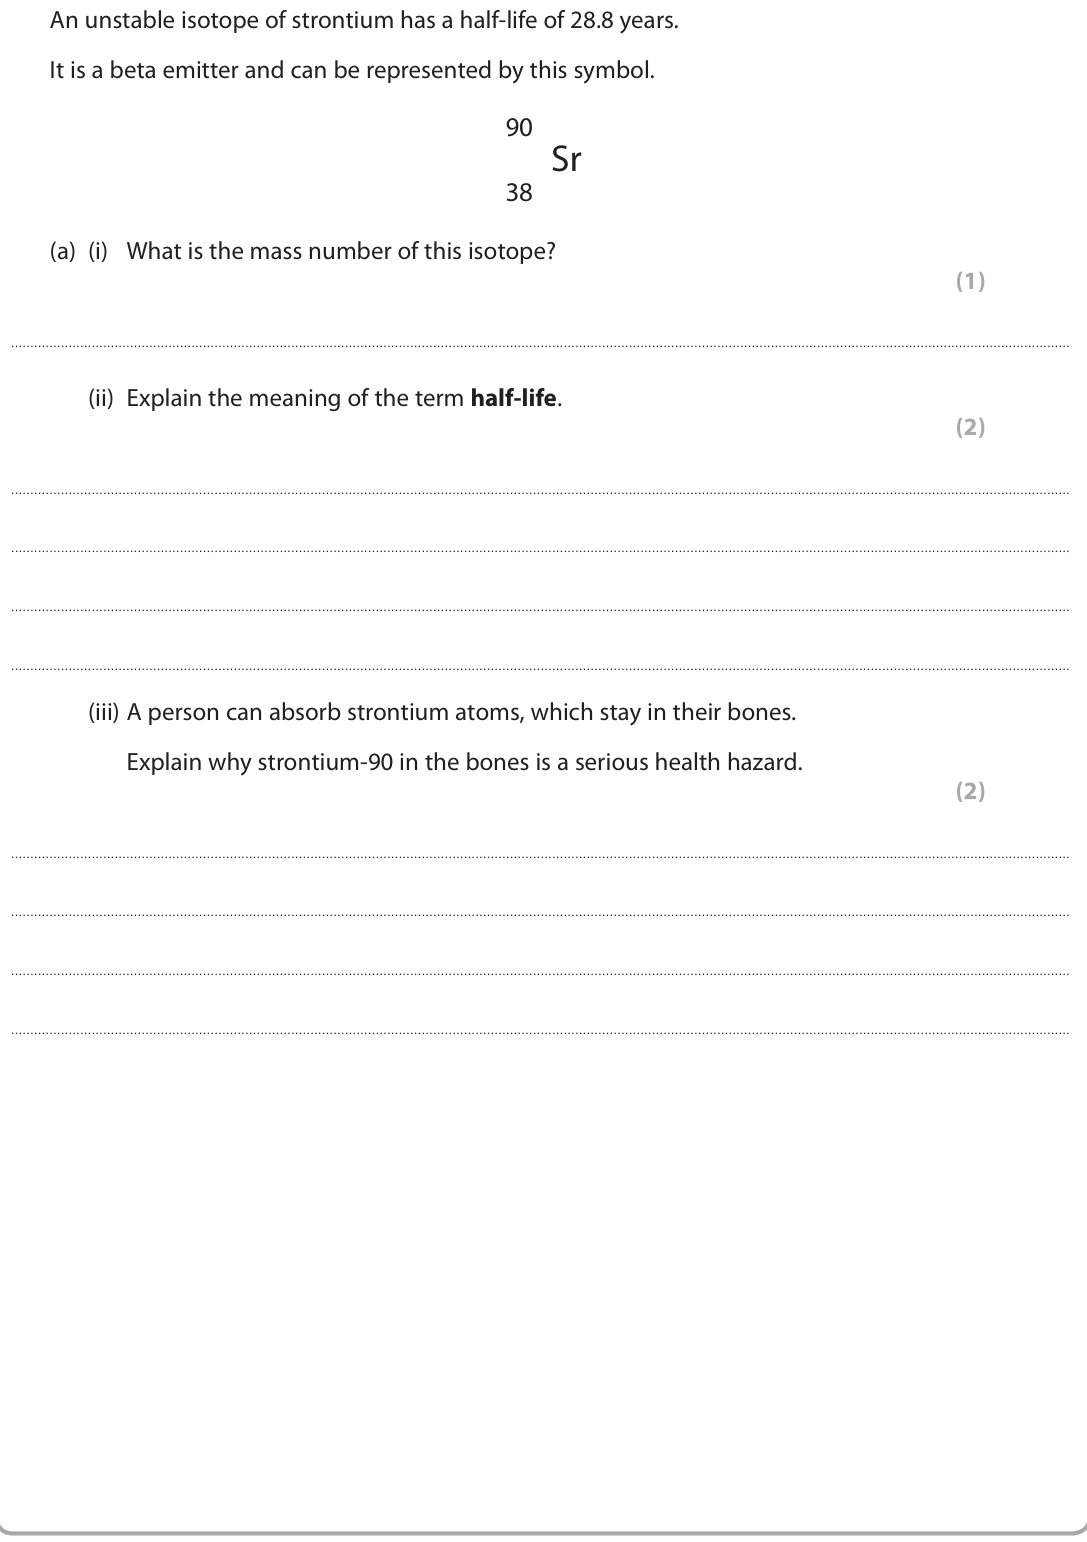 An unstable isotope of strontium has a half-life of 28.8 years.
It is a beta emitter and can be represented by this symbol.
90
Sr
38
(a) (i) What is the mass number of this isotope?
(1)
(ii) Explain the meaning of the term half-life.
(2)
(iii) A person can absorb strontium atoms, which stay in their bones.
Explain why strontium-90 in the bones is a serious health hazard.
(2)